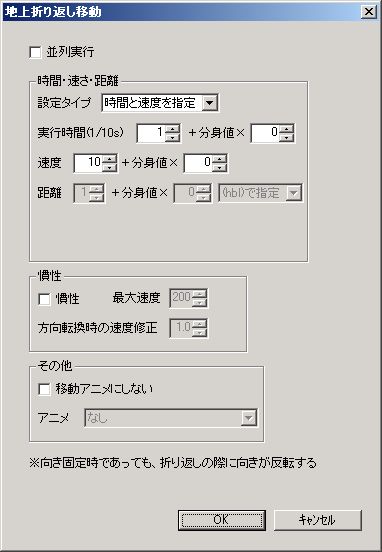 地上折り返し移動
並列実行
時間・速さ・距離
設定タイプ 時間と速度を指定
実行時間(1/10s) 1 +分身値× 0
速度 10 +分身値× 0
距離 1 +分身値× 0 (hbl)で指定
慣性
慣性 最大速度 200
方向転換時の速度修正 1.0
その他
移動アニメにしない
アニメ なし
※向き固定時であっても、折り返しの際に向きが反転する
OK キャンセル